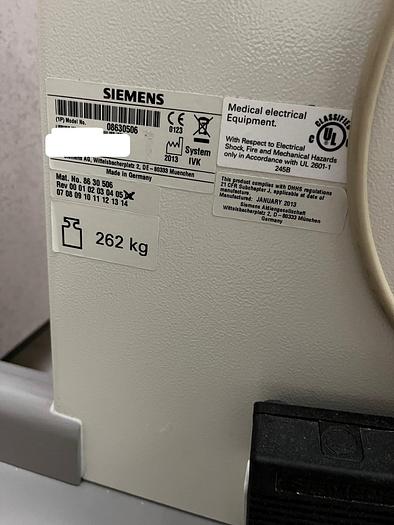 SIEMENS
(1P) Model No. 08630506
0123
2013
System
IVK
Siemens AG, Wittelsbacherplatz 2, DE-80333 Muenchen
Made in Germany
Mat. No. 86 30 506
Rev 00 01 02 03 04 05
07 08 09 10 11 12 13 14
262 kg
Medical electrical
Equipment.
With Respect to Electrical
Shock, Fire and Mechanical Hazards
only in Accordance with UL 2601-1
245B
CLASSIFIED
C UL US
This product complies with DHHS regulations
21 CFR Subchapter J, applicable at date of
manufacture.
Manufactured: JANUARY 2013
Siemens Aktiengesellschaft
Wittelsbacherplatz 2, D-80333 München
Germany